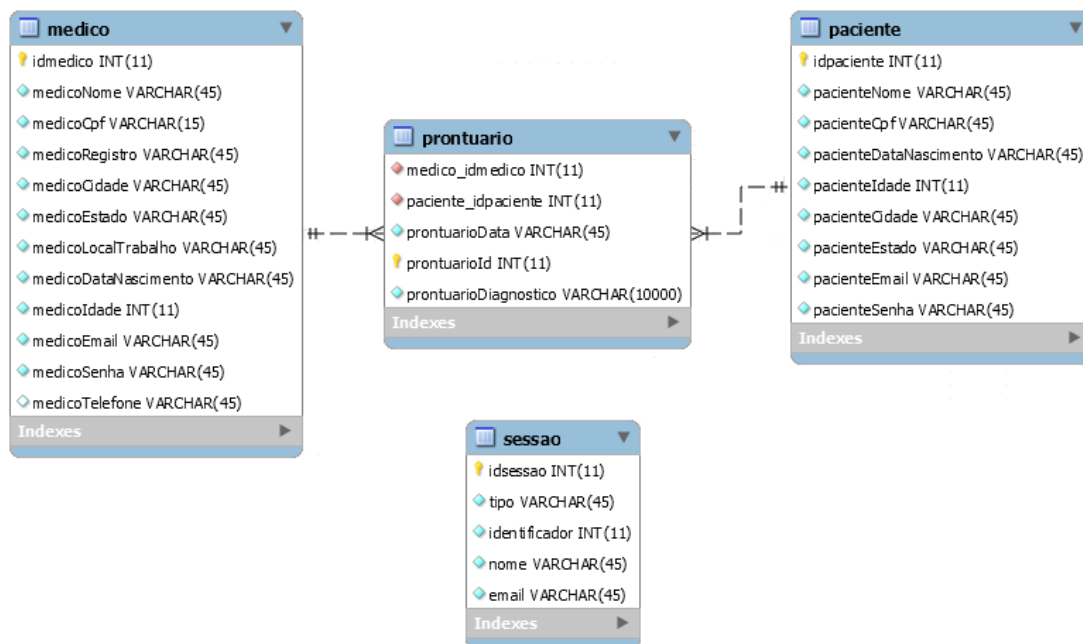 medico
idmedico INT(11)
medicoNome VARCHAR(45)
medicoCpf VARCHAR(15)
medicoRegistro VARCHAR(45)
medicoCidade VARCHAR(45)
medicoEstado VARCHAR(45)
medicoLocalTrabalho VARCHAR(45)
medicoDataNascimento VARCHAR(45)
medicoIdade INT(11)
medicoEmail VARCHAR(45)
medicoSenha VARCHAR(45)
medicoTelefone VARCHAR(45)
Indexes
prontuario
medico_idmedico INT(11)
paciente_idpaciente INT(11)
prontuarioData VARCHAR(45)
prontuarioId INT(11)
prontuarioDiagnostico VARCHAR(10000)
Indexes
paciente
idpaciente INT(11)
pacienteNome VARCHAR(45)
pacienteCpf VARCHAR(45)
pacienteDataNascimento VARCHAR(45)
pacienteIdade INT(11)
pacienteCidade VARCHAR(45)
pacienteEstado VARCHAR(45)
pacienteEmail VARCHAR(45)
pacienteSenha VARCHAR(45)
Indexes
sessao
idsessao INT(11)
tipo VARCHAR(45)
identificador INT(11)
nome VARCHAR(45)
email VARCHAR(45)
Indexes